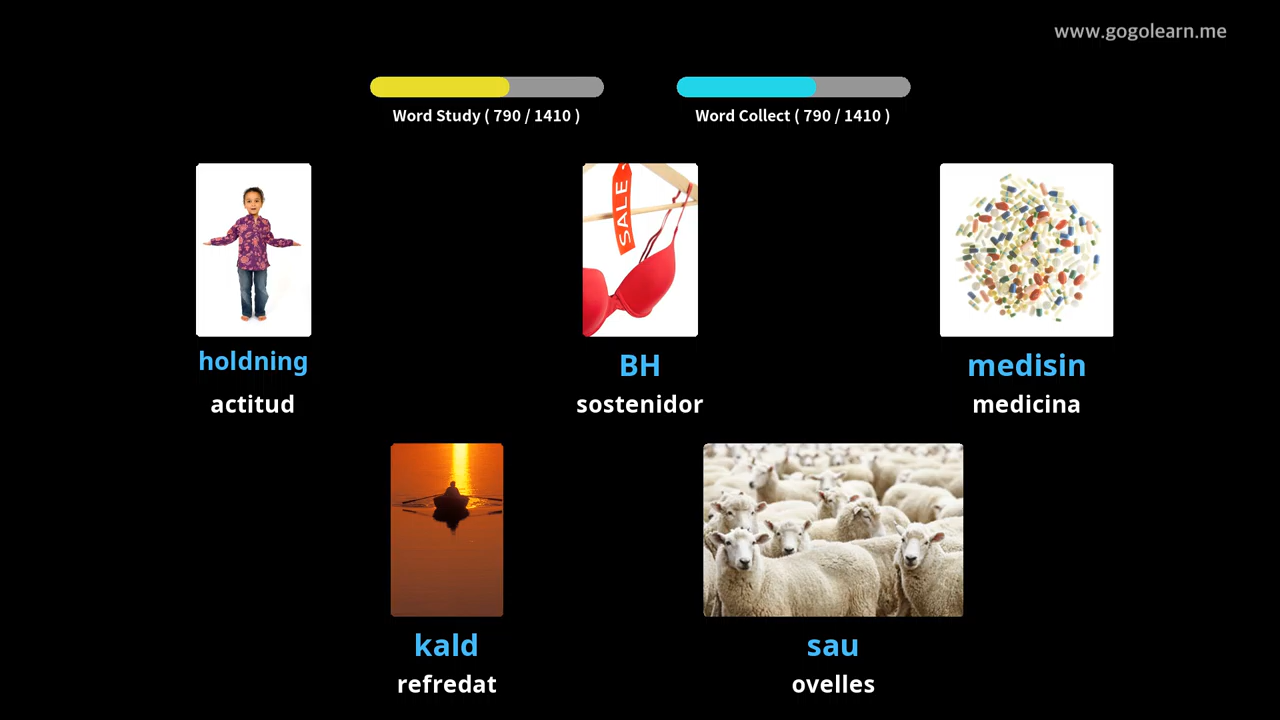 www.gogolearn.me
Word Study ( 790 / 1410 )
Word Collect ( 790 / 1410 )
SALE
holdning
actitud
BH
sostenidor
medisin
medicina
kald
refredat
sau
ovelles